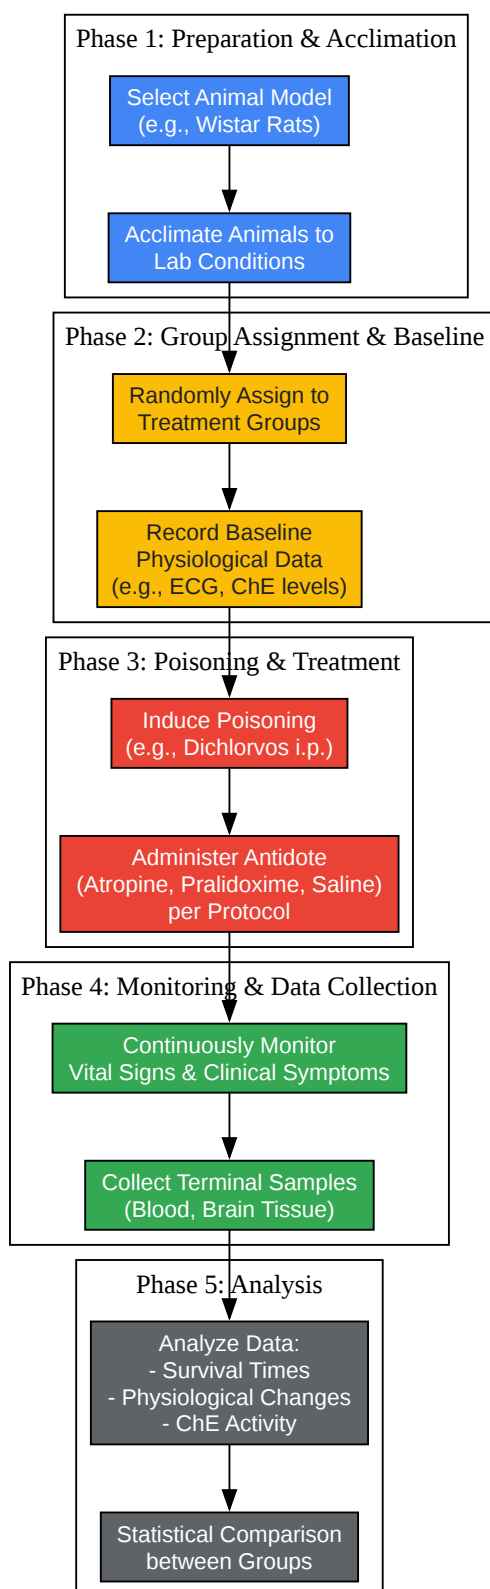 Phase 1: Preparation & Acclimation
Select Animal Model
(e.g., Wistar Rats)
Acclimate Animals to
Lab Conditions
Phase 2: Group Assignment & Baseline
Randomly Assign to
Treatment Groups
Record Baseline
Physiological Data
(e.g., ECG, ChE levels)
Phase 3: Poisoning & Treatment
Induce Poisoning
(e.g., Dichlorvos i.p.)
Administer Antidote
(Atropine, Pralidoxime, Saline)
per Protocol
Phase 4: Monitoring & Data Collection
Continuously Monitor
Vital Signs & Clinical Symptoms
Collect Terminal Samples
(Blood, Brain Tissue)
Phase 5: Analysis
Analyze Data:
- Survival Times
- Physiological Changes
- ChE Activity
Statistical Comparison
between Groups